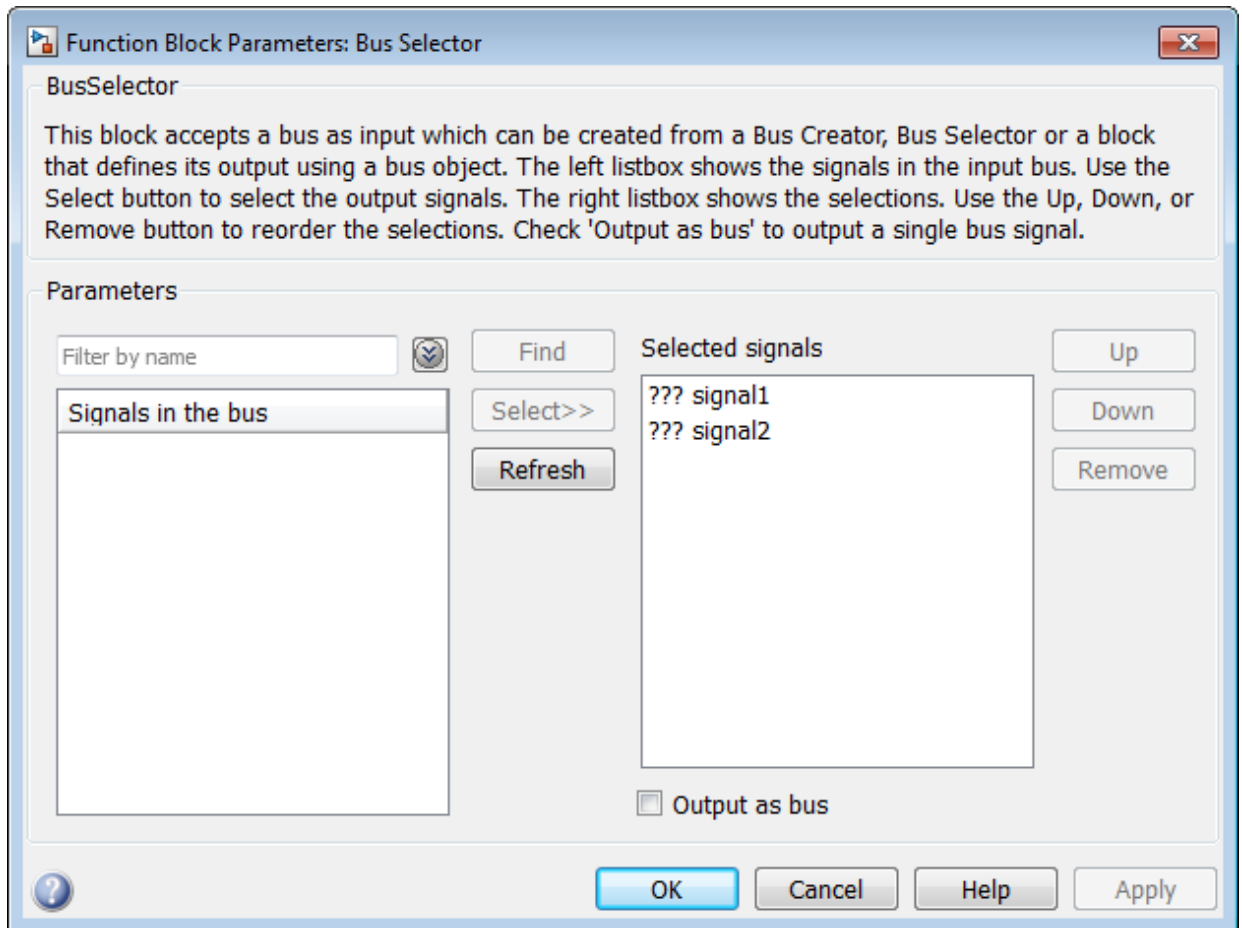 Function Block Parameters: Bus Selector
BusSelector
This block accepts a bus as input which can be created from a Bus Creator, Bus Selector or a block
that defines its output using a bus object. The left listbox shows the signals in the input bus. Use the
Select button to select the output signals. The right listbox shows the selections. Use the Up, Down, or
Remove button to reorder the selections. Check 'Output as bus' to output a single bus signal.
Parameters
Filter by name
Find
Selected signals
Up
Signals in the bus
Select>>
??? signal1
??? signal2
Down
Refresh
Remove
Output as bus
?
OK
Cancel
Help
Apply